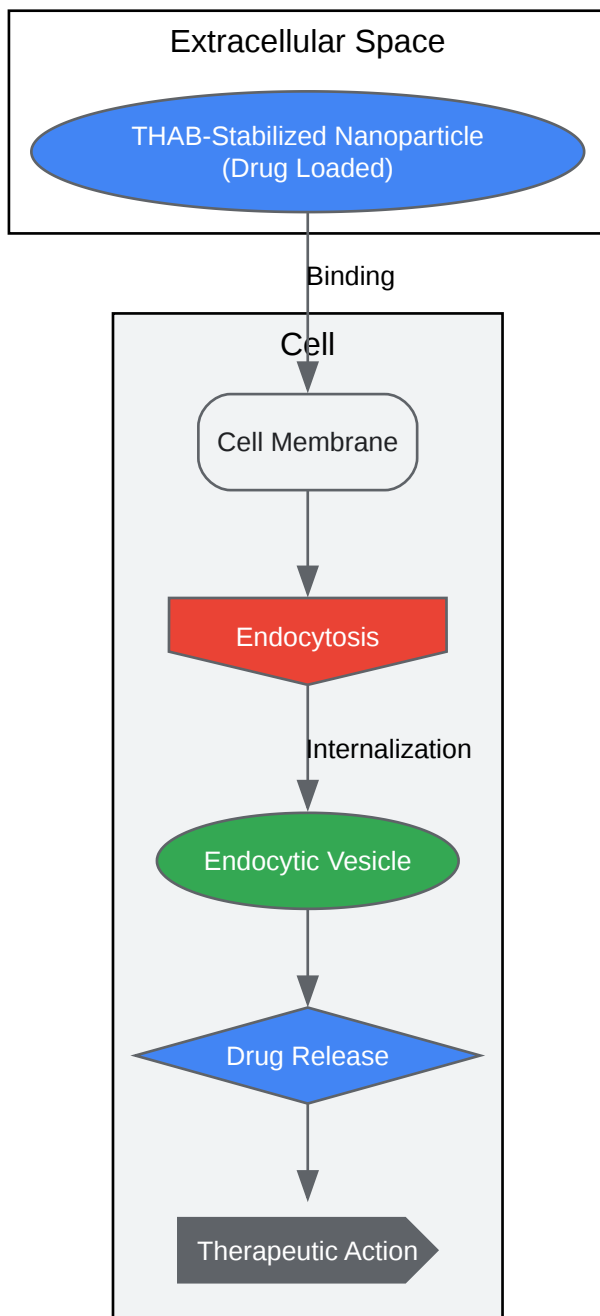 Extracellular Space
THAB-Stabilized Nanoparticle
(Drug Loaded)
Binding
Cell
Cell Membrane
Endocytosis
Internalization
Endocytic Vesicle
Drug Release
Therapeutic Action